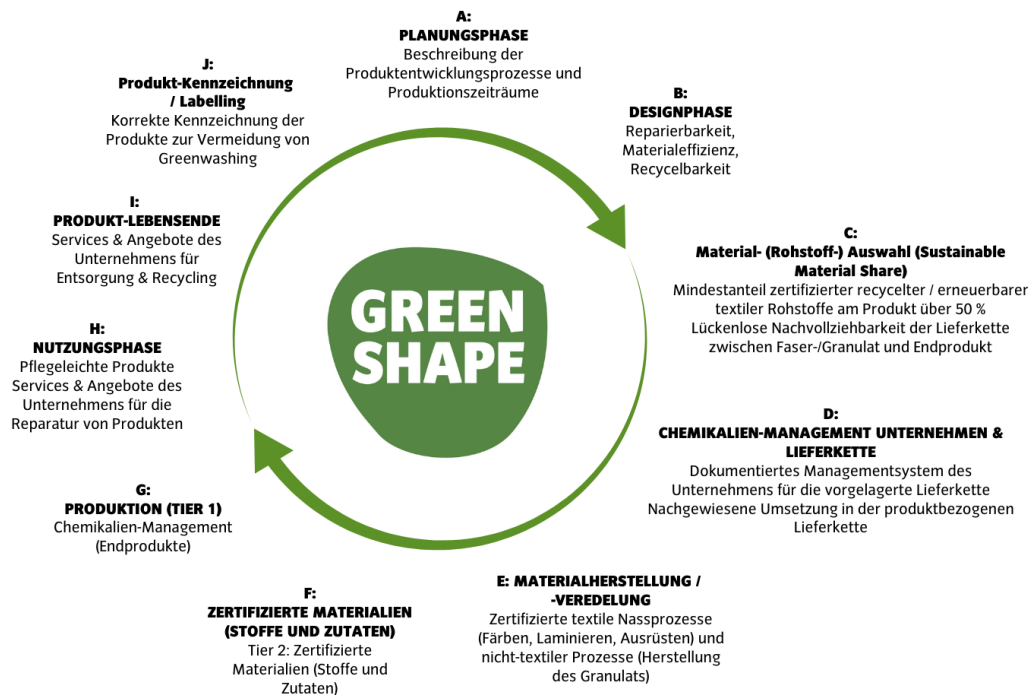 A:
PLANUNGSPHASE
Beschreibung der
Produktentwicklungsprozesse und
Produktionszeiträume
B:
DESIGNPHASE
Reparierbarkeit,
Materialeffizienz,
Recycelbarkeit
C:
Material- (Rohstoff-) Auswahl (Sustainable
Material Share)
Mindestanteil zertifizierter recycelter / erneuerbarer
textiler Rohstoffe am Produkt über 50 %
Lückenlose Nachvollziehbarkeit der Lieferkette
zwischen Faser-/Granulat und Endprodukt
D:
CHEMIKALIEN-MANAGEMENT UNTERNEHMEN &
LIEFERKETTE
Dokumentiertes Managementsystem des
Unternehmens für die vorgelagerte Lieferkette
Nachgewiesene Umsetzung in der produktbezogenen
Lieferkette
E: MATERIALHERSTELLUNG /
-VEREDELUNG
Zertifizierte textile Nassprozesse
(Färben, Laminieren, Ausrüsten) und
nicht-textiler Prozesse (Herstellung
des Granulats)
F:
ZERTIFIZIERTE MATERIALIEN
(STOFFE UND ZUTATEN)
Tier 2: Zertifizierte
Materialien (Stoffe und
Zutaten)
G:
PRODUKTION (TIER 1)
Chemikalien-Management
(Endprodukte)
H:
NUTZUNGSPHASE
Pflegeleichte Produkte
Services & Angebote des
Unternehmens für die
Reparatur von Produkten
I:
PRODUKT-LEBENSENDE
Services & Angebote des
Unternehmens für
Entsorgung & Recycling
J:
Produkt-Kennzeichnung
/ Labelling
Korrekte Kennzeichnung der
Produkte zur Vermeidung von
Greenwashing
GREEN
SHAPE